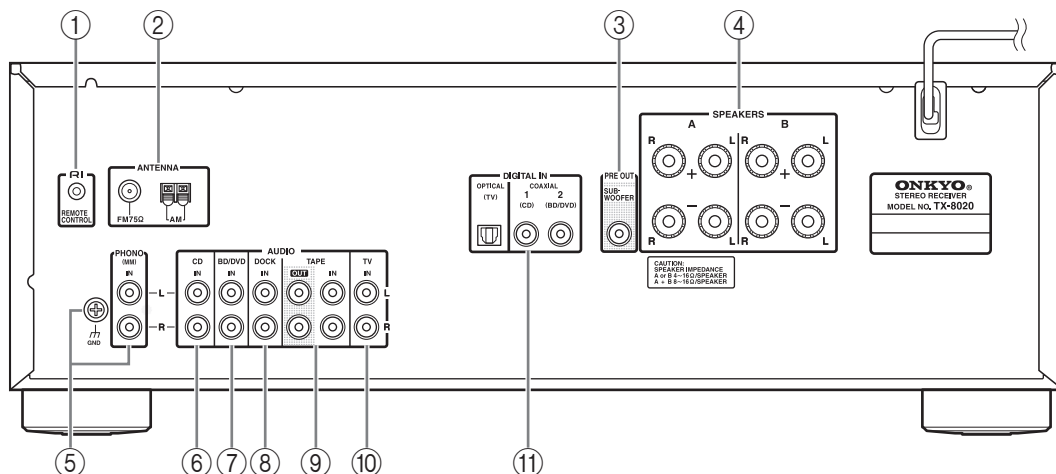 ① ② ③ ④
SPEAKERS
A B
R L R L
+ +
− −
R L R L
RI
REMOTE
CONTROL
ANTENNA
FM75Ω
AM
DIGITAL IN
OPTICAL
(TV)
COAXIAL
1 2
(CD) (BD/DVD)
PRE OUT
SUB-
WOOFER
ONKYO®
STEREO RECEIVER
MODEL NO. TX-8020
CAUTION:
SPEAKER IMPEDANCE
A or B 4~16Ω/SPEAKER
A + B 8~16Ω/SPEAKER
PHONO
(MM)
IN
GND
L
R
AUDIO
CD BD/DVD DOCK TAPE TV
IN IN IN OUT IN IN
L
R
⑤ ⑥ ⑦ ⑧ ⑨ ⑩ ⑪